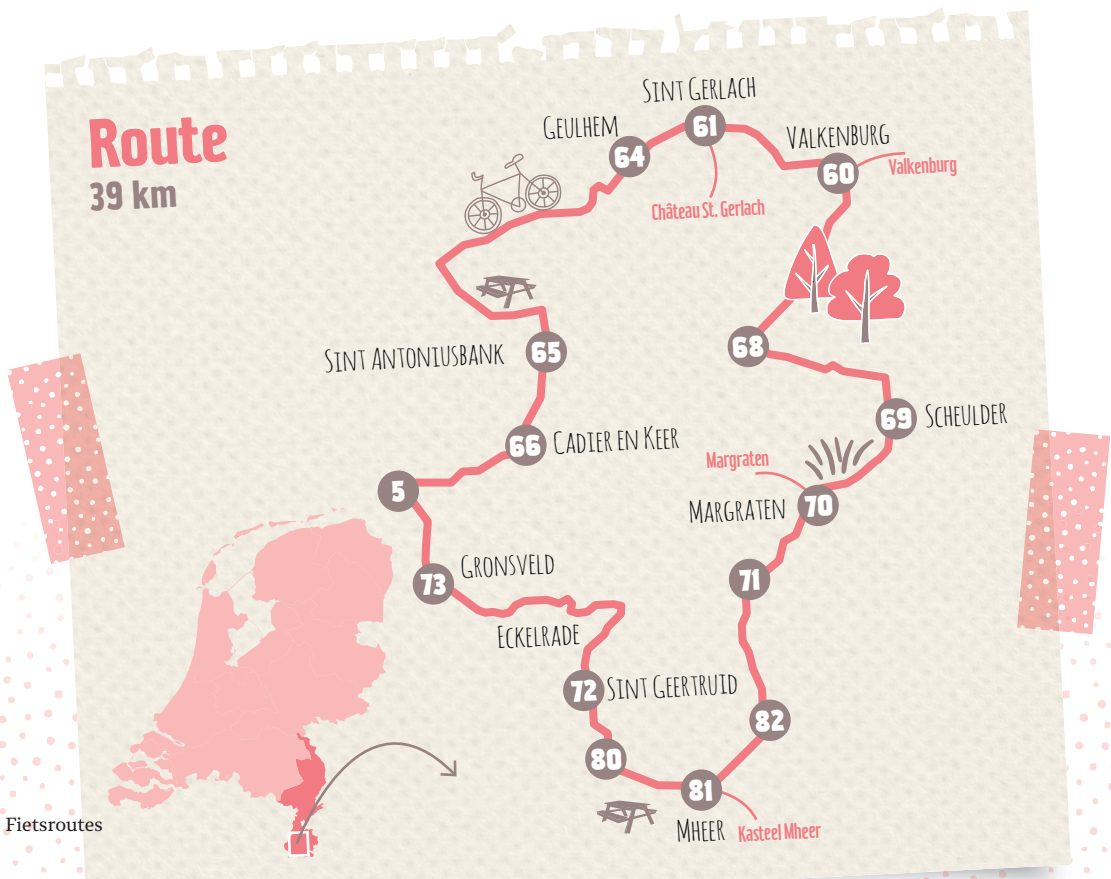 Route
39 km
SINT GERLACH
61
GEULHEM
64
VALKENBURG
60
Valkenburg
Château St. Gerlach
68
SINT ANTONIUSBANK
65
69
SCHEULDER
66
CADIER EN KEER
Margraten
5
MARGRATEN
70
GRONSVELD
73
71
ECKELRADE
72
SINT GEERTRUID
82
80
81
MHEER
Kasteel Mheer
Fietsroutes